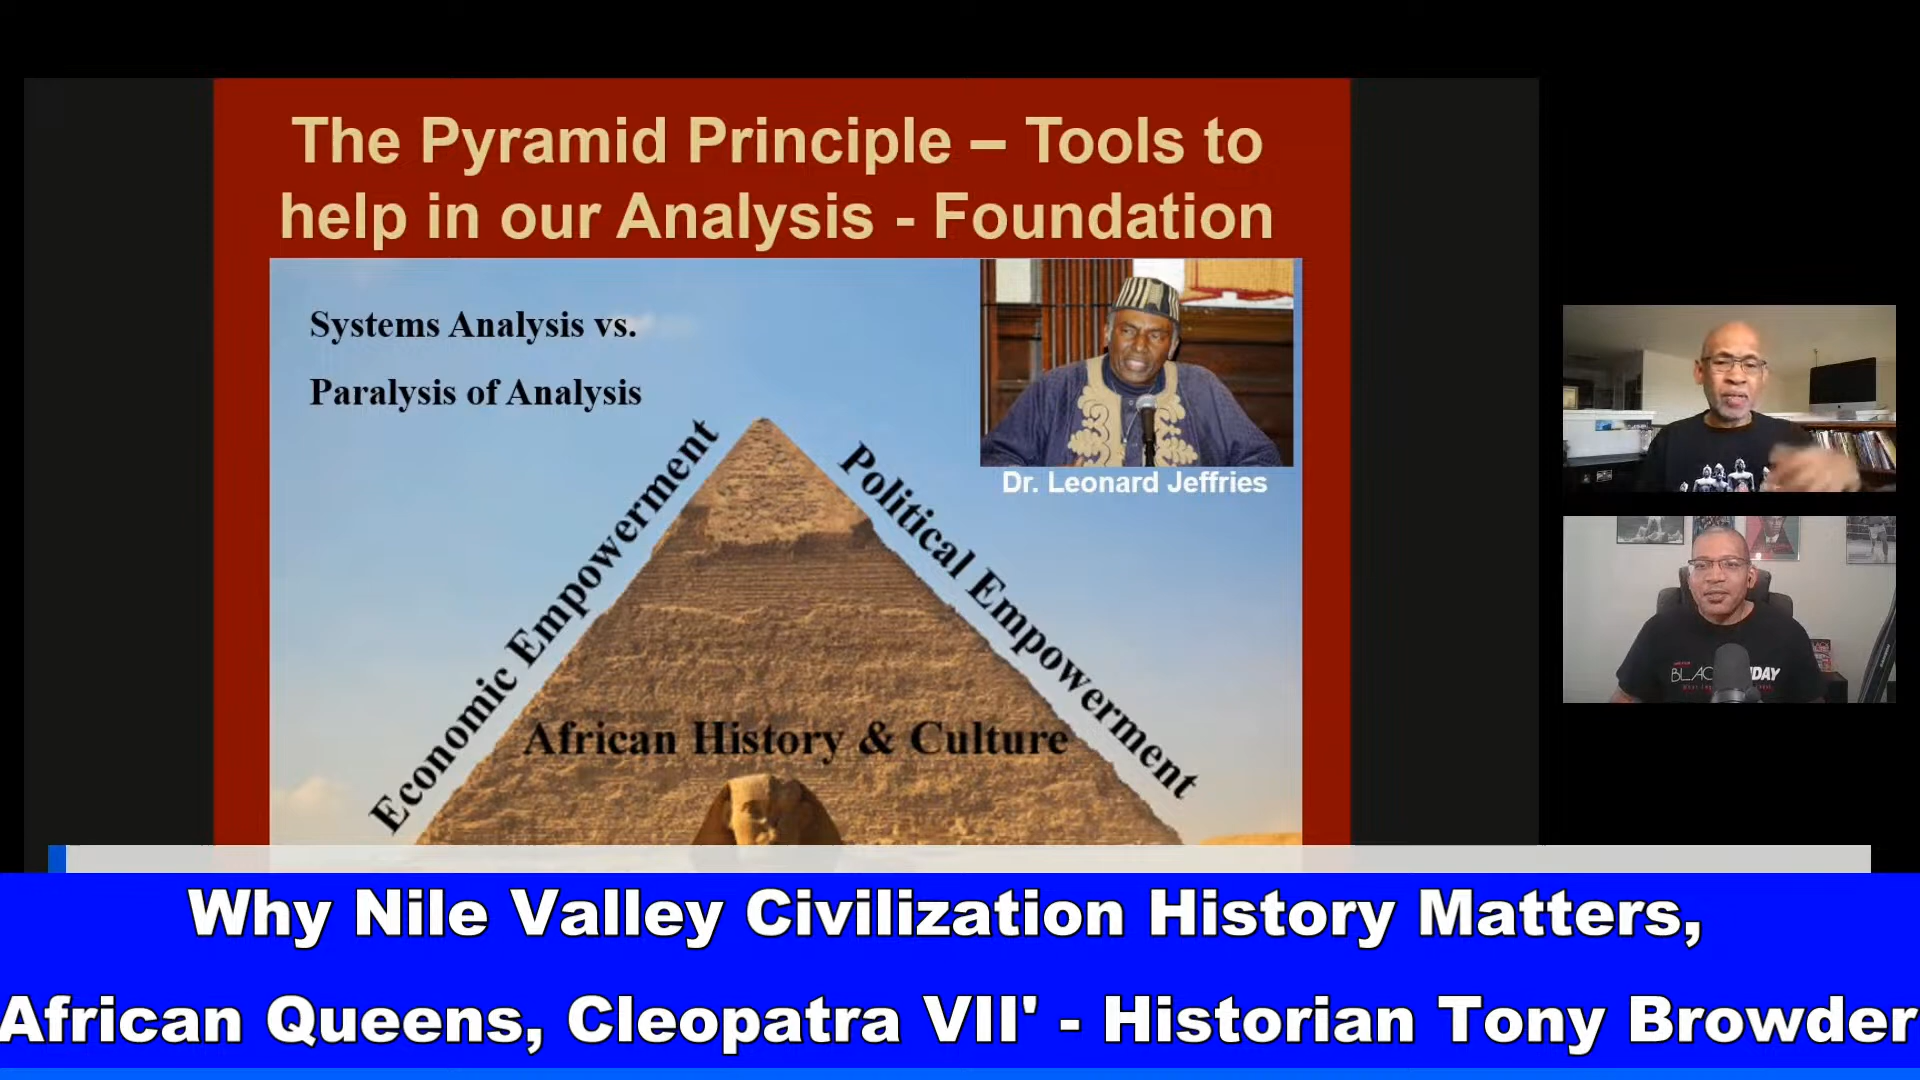 The Pyramid Principle – Tools to
help in our Analysis - Foundation
Systems Analysis vs.
Paralysis of Analysis
Dr. Leonard Jeffries
Economic Empowerment
Political Empowerment
African History & Culture
Why Nile Valley Civilization History Matters,
African Queens, Cleopatra VII' - Historian Tony Browder